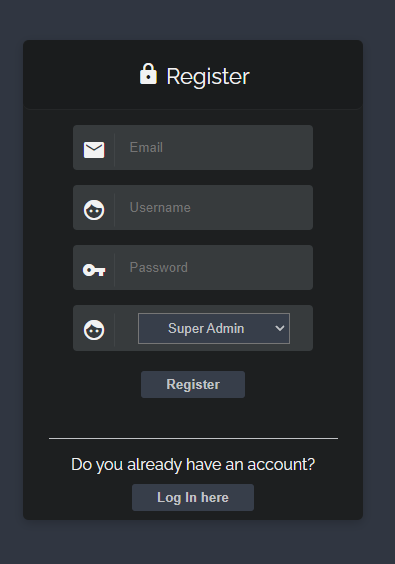 Register
Email
Username
Password
Super Admin
Register
Do you already have an account?
Log In here